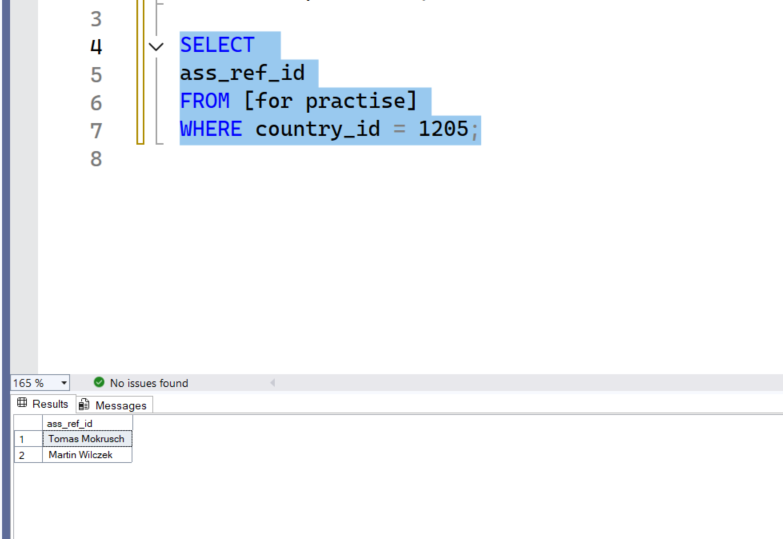 3
4 SELECT
5 ass_ref_id
6 FROM [for practise]
7 WHERE country_id = 1205;
8
165 % No issues found
Results Messages
ass_ref_id
1 Tomas Mokrusch
2 Martin Wilczek